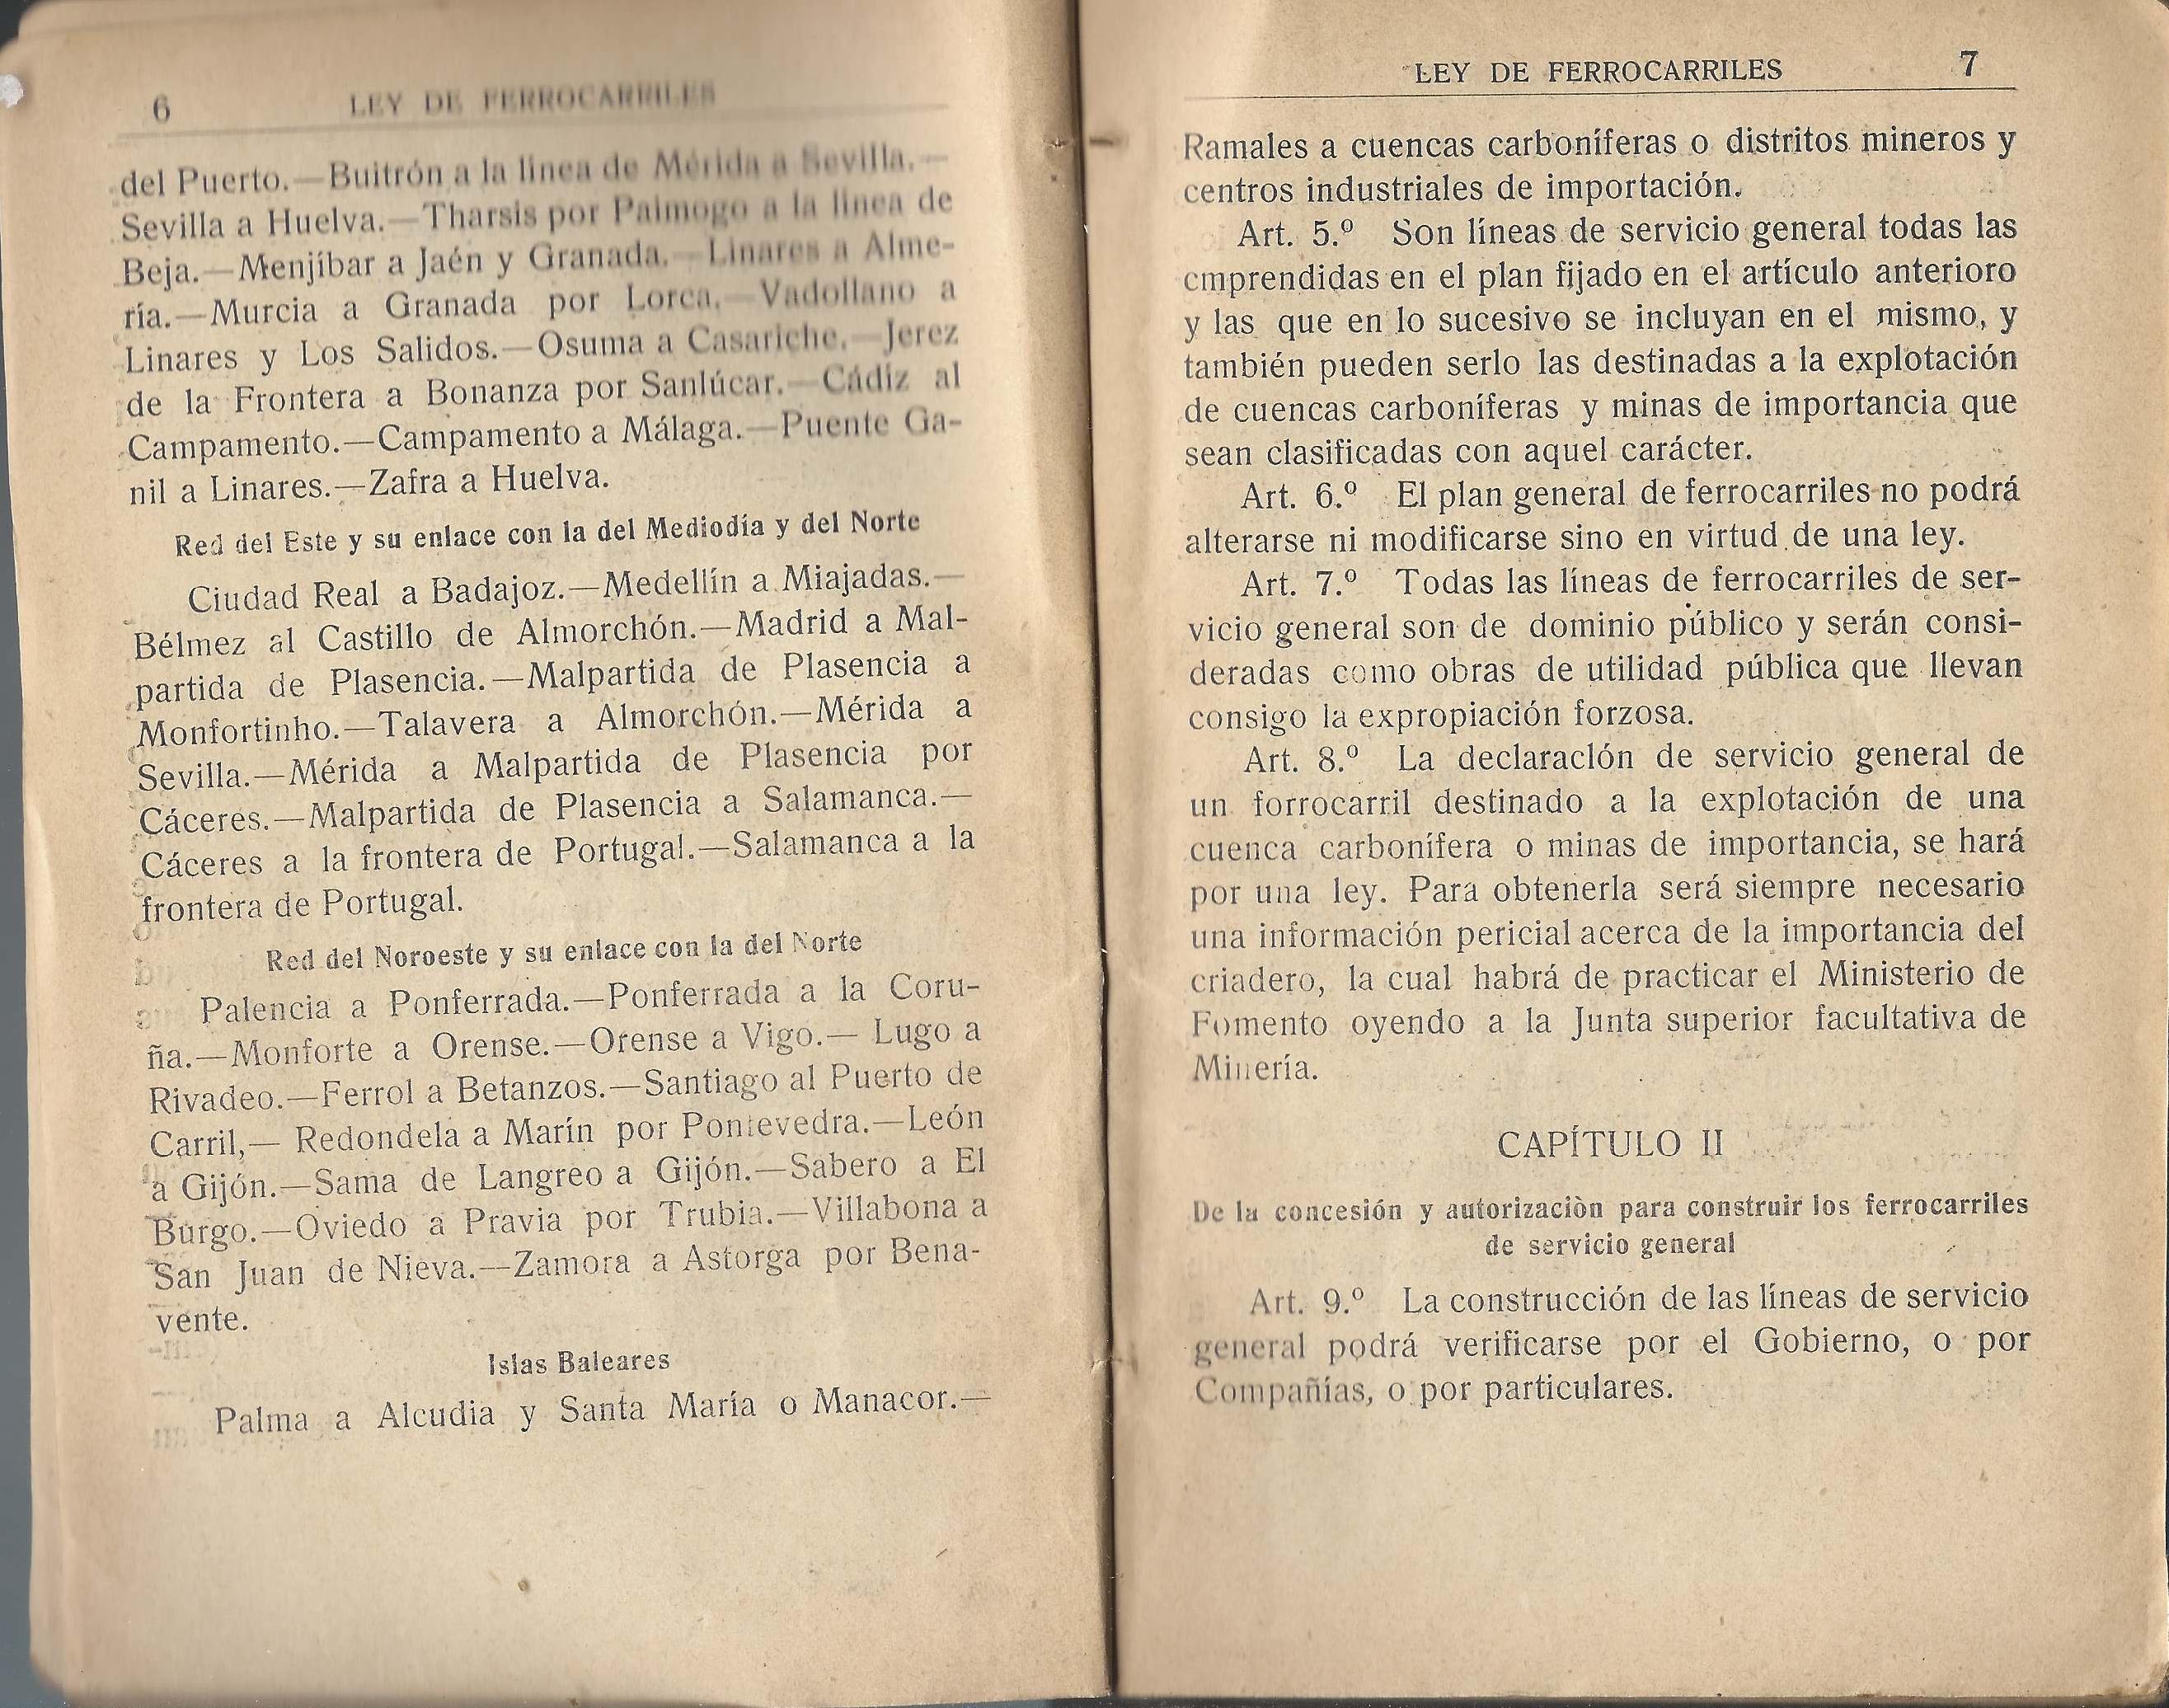 6 LEY DE FERROCARRILES
del Puerto.—Buitrón a la línea de Mérida a Sevilla.—
Sevilla a Huelva.—Tharsis por Paimogo a la línea de
Beja.—Menjíbar a Jaén y Granada.—Linares a Alme-
ría.—Murcia a Granada por Lorca.—Vadollano a
Linares y Los Salidos.—Osuma a Casariche.—Jerez
de la Frontera a Bonanza por Sanlúcar.—Cádiz al
Campamento.—Campamento a Málaga.—Puente Ga-
nil a Linares.—Zafra a Huelva.
Red del Este y su enlace con la del Mediodía y del Norte
Ciudad Real a Badajoz.—Medellín a Miajadas.—
Bélmez al Castillo de Almorchón.—Madrid a Mal-
partida de Plasencia.—Malpartida de Plasencia a
Monfortinho.—Talavera a Almorchón.—Mérida a
Sevilla.—Mérida a Malpartida de Plasencia por
Cáceres.—Malpartida de Plasencia a Salamanca.—
Cáceres a la frontera de Portugal.—Salamanca a la
frontera de Portugal.
Red del Noroeste y su enlace con la del Norte
Palencia a Ponferrada.—Ponferrada a la Coru-
ña.—Monforte a Orense.—Orense a Vigo.— Lugo a
Rivadeo.—Ferrol a Betanzos.—Santiago al Puerto de
Carril,— Redondela a Marín por Pontevedra.—León
a Gijón.—Sama de Langreo a Gijón.—Sabero a El
Burgo.—Oviedo a Pravia por Trubia.—Villabona a
San Juan de Nieva.—Zamora a Astorga por Bena-
vente.
Islas Baleares
Palma a Alcudia y Santa María o Manacor.—
LEY DE FERROCARRILES 7
Ramales a cuencas carboníferas o distritos mineros y
centros industriales de importación.
Art. 5.º Son líneas de servicio general todas las
cmprendidas en el plan fijado en el artículo anterioro
y las que en lo sucesivo se incluyan en el mismo, y
también pueden serlo las destinadas a la explotación
de cuencas carboníferas y minas de importancia que
sean clasificadas con aquel carácter.
Art. 6.º El plan general de ferrocarriles no podrá
alterarse ni modificarse sino en virtud de una ley.
Art. 7.º Todas las líneas de ferrocarriles de ser-
vicio general son de dominio público y serán consi-
deradas como obras de utilidad pública que llevan
consigo la expropiación forzosa.
Art. 8.º La declaraclón de servicio general de
un forrocarril destinado a la explotación de una
cuenca carbonífera o minas de importancia, se hará
por una ley. Para obtenerla será siempre necesario
una información pericial acerca de la importancia del
criadero, la cual habrá de practicar el Ministerio de
Fomento oyendo a la Junta superior facultativa de
Minería.
CAPÍTULO II
De la concesión y autorizaciòn para construir los ferrocarriles
de servicio general
Art. 9.º La construcción de las líneas de servicio
general podrá verificarse por el Gobierno, o por
Compañías, o por particulares.